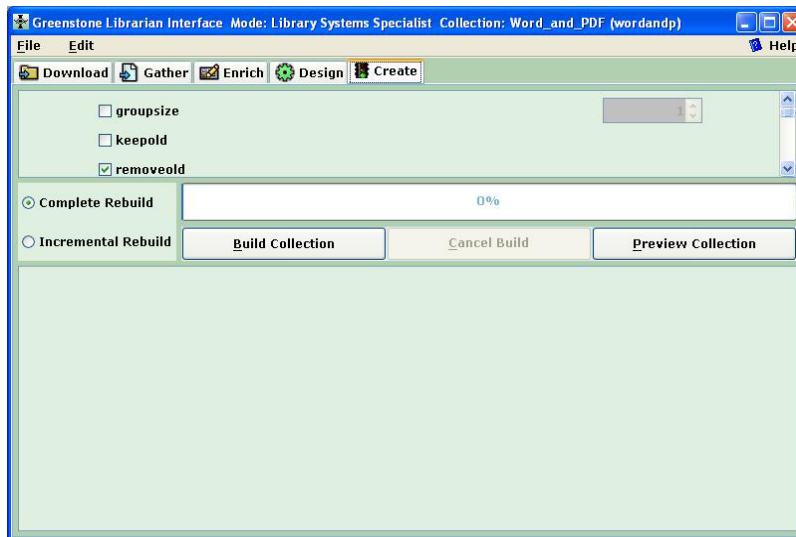 Greenstone Librarian Interface Mode: Library Systems Specialist Collection: Word_and_PDF (wordandp)
File Edit Help
Download Gather Enrich Design Create
groupsize 1
keepold
removeold
Complete Rebuild 0%
Incremental Rebuild Build Collection Cancel Build Preview Collection